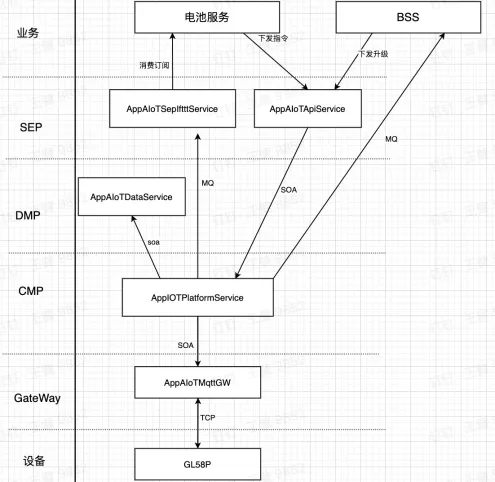 业务
电池服务
BSS
消费订阅
下发指令
下发升级
SEP
AppAIoTSepIftttService
AppAIoTApiService
MQ
MQ
SOA
DMP
AppAIoTDataService
soa
CMP
AppIOTPlatformService
SOA
GateWay
AppAIoTMqttGW
TCP
设备
GL58P